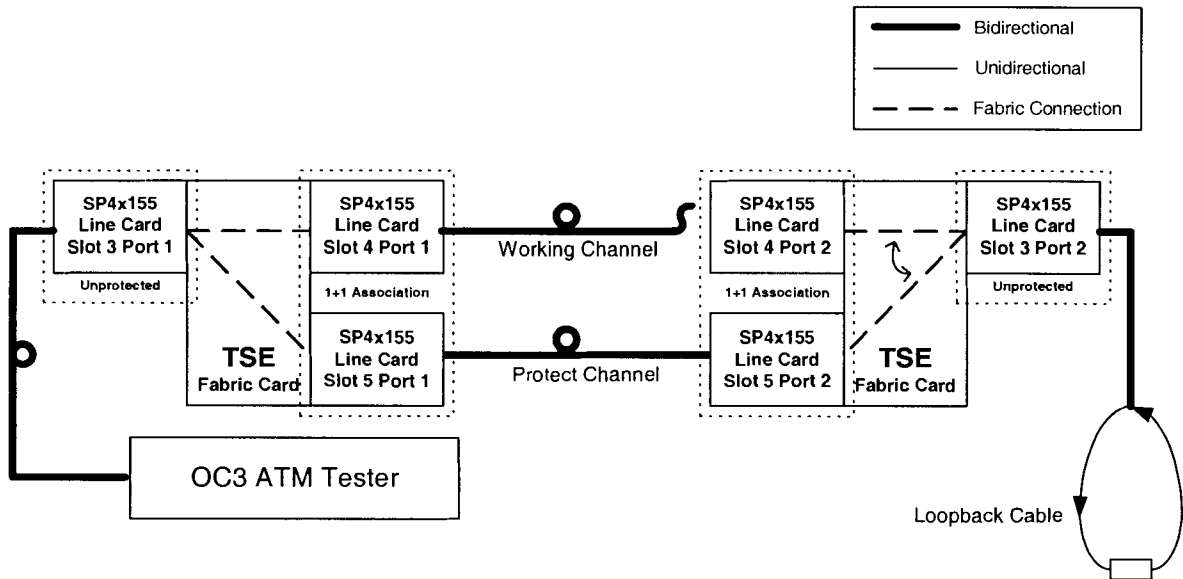 Bidirectional
Unidirectional
Fabric Connection
SP4x155
Line Card
Slot 3 Port 1
Unprotected
SP4x155
Line Card
Slot 4 Port 1
1+1 Association
SP4x155
Line Card
Slot 5 Port 1
TSE
Fabric Card
Working Channel
Protect Channel
SP4x155
Line Card
Slot 4 Port 2
1+1 Association
SP4x155
Line Card
Slot 5 Port 2
TSE
Fabric Card
SP4x155
Line Card
Slot 3 Port 2
Unprotected
OC3 ATM Tester
Loopback Cable